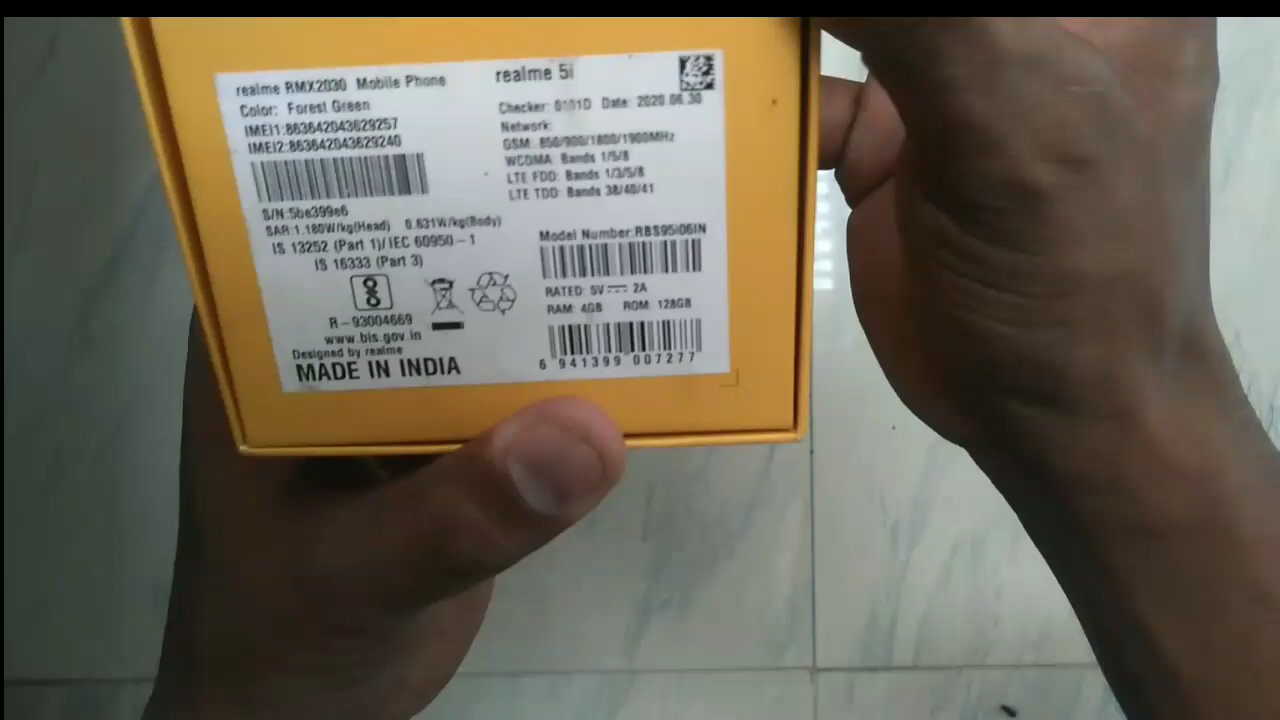 realme RMX2030 Mobile Phone
Color: Forest Green
IMEI1:863642043629257
IMEI2:863642043629240
S/N:5be399e6
SAR:1.180W/kg(Head) 0.631W/kg(Body)
IS 13252 (Part 1)/ IEC 60950-1
IS 16333 (Part 3)
R-93004669
www.bis.gov.in
Designed by realme
MADE IN INDIA
realme 5i
Checker: 0101D Date: 2020.06.30
Network:
GSM: 850/900/1800/1900MHz
WCDMA: Bands 1/5/8
LTE FDD: Bands 1/3/5/8
LTE TDD: Bands 38/40/41
Model Number:RBS95i06IN
RATED: 5V⎓2A
RAM: 4GB ROM: 128GB
6 941399 007277